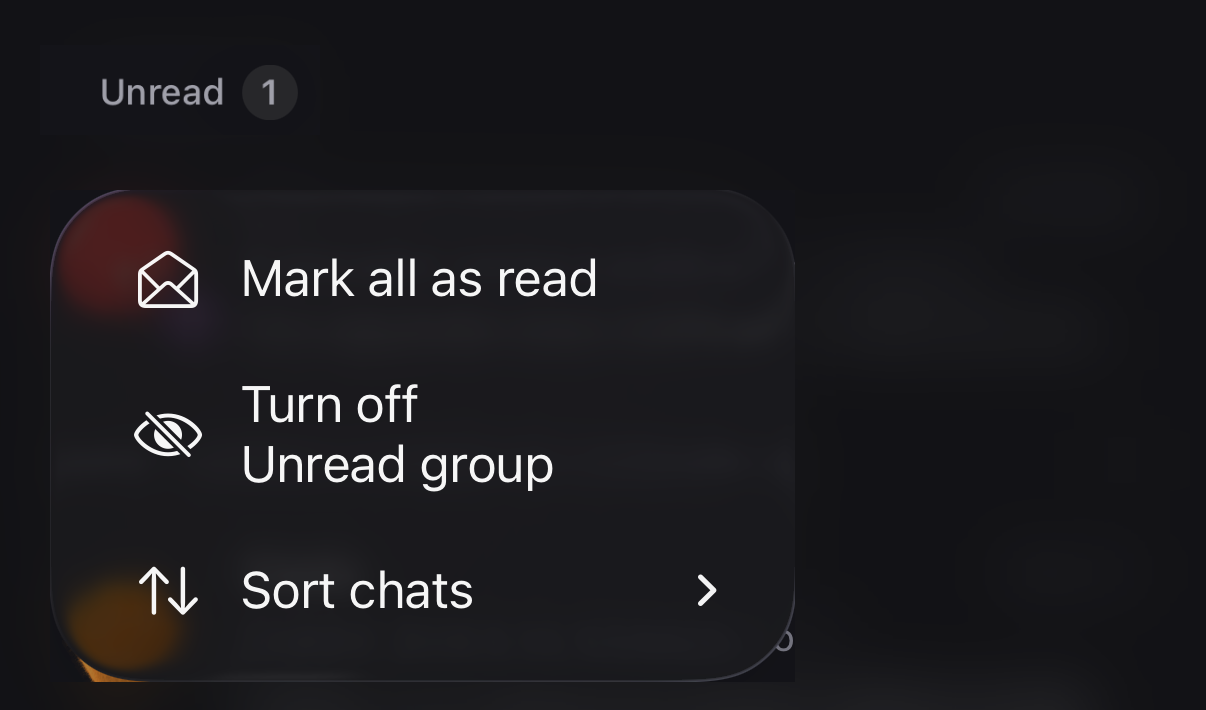 Unread 1
Mark all as read
Turn off
Unread group
Sort chats